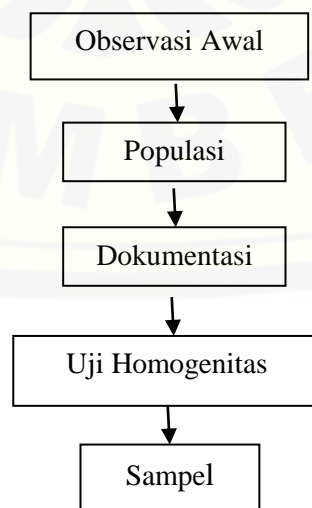 Observasi Awal
Populasi
Dokumentasi
Uji Homogenitas
Sampel